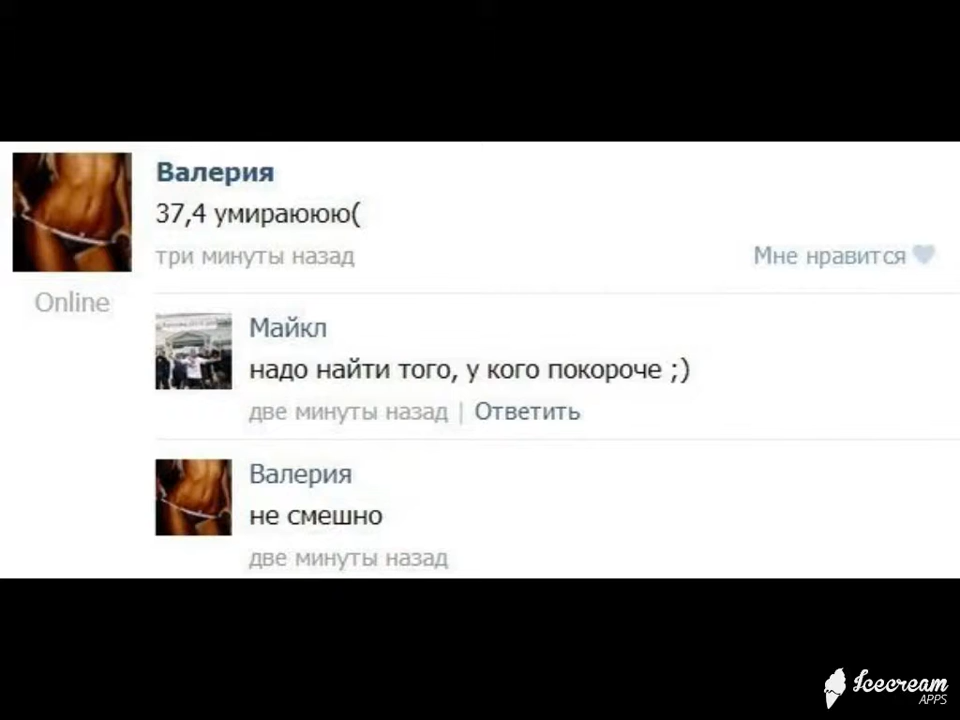 Валерия
37,4 умираююю(
три минуты назад
Мне нравится
Online
Майкл
надо найти того, у кого покороче ;)
две минуты назад | Ответить
Валерия
не смешно
две минуты назад
Icecream
APPS